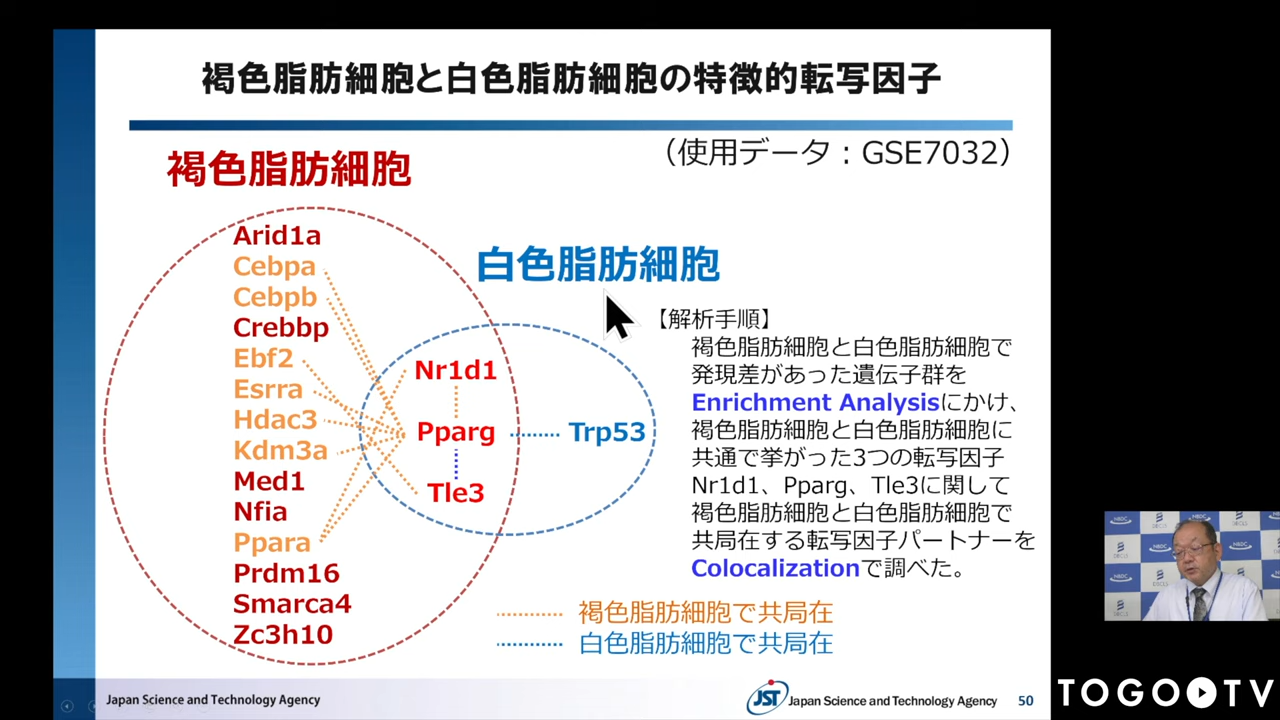 褐色脂肪細胞と白色脂肪細胞の特徴的転写因子
（使用データ：GSE7032）
褐色脂肪細胞
白色脂肪細胞
Arid1a
Cebpa
Cebpb
Crebbp
Ebf2
Esrra
Hdac3
Kdm3a
Med1
Nfia
Ppara
Prdm16
Smarca4
Zc3h10
Nr1d1
Pparg
Tle3
Trp53
【解析手順】
褐色脂肪細胞と白色脂肪細胞で
発現差があった遺伝子群を
Enrichment Analysisにかけ、
褐色脂肪細胞と白色脂肪細胞に
共通で挙がった3つの転写因子
Nr1d1、Pparg、Tle3に関して
褐色脂肪細胞と白色脂肪細胞で
共局在する転写因子パートナーを
Colocalizationで調べた。
褐色脂肪細胞で共局在
白色脂肪細胞で共局在
Japan Science and Technology Agency
JST Japan Science and Technology Agency
50
TOGO TV